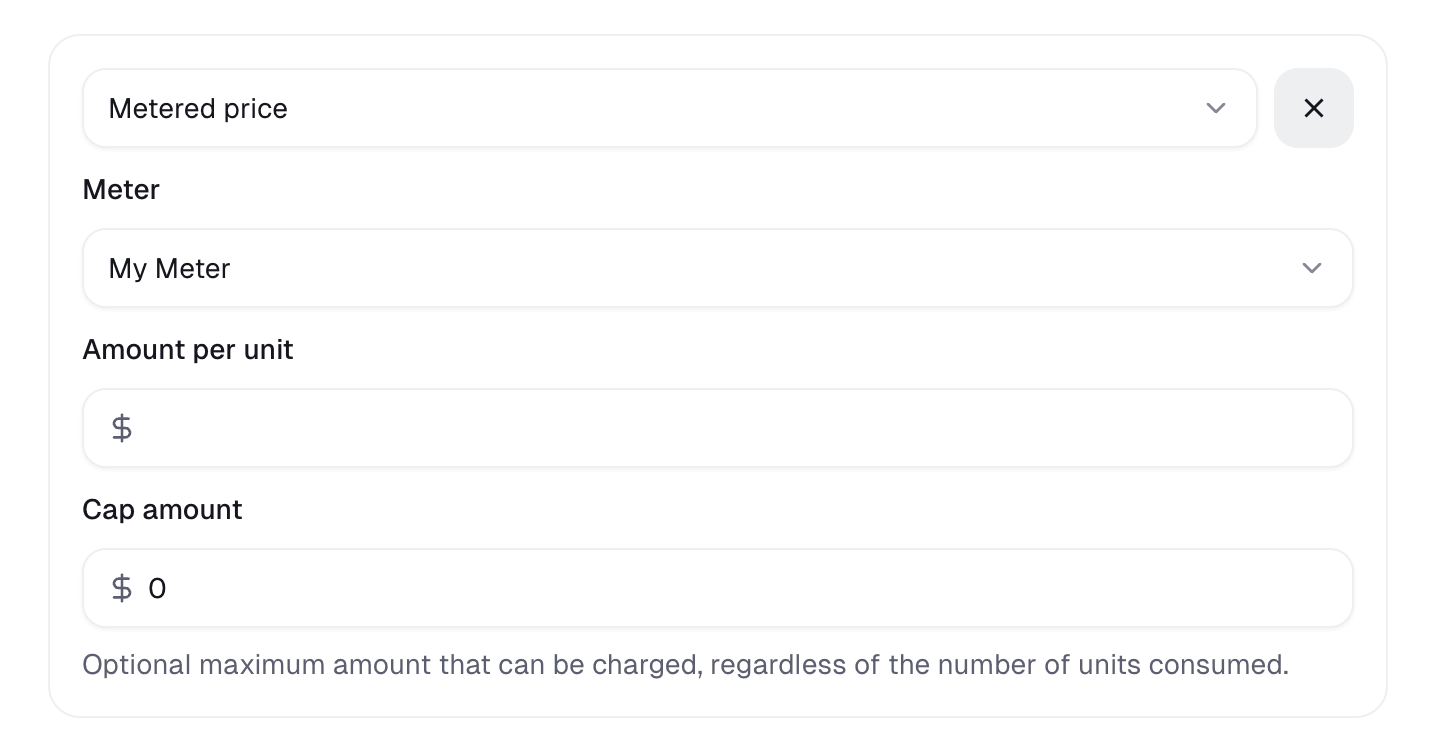 Metered price
Meter
My Meter
Amount per unit
$
Cap amount
$ 0
Optional maximum amount that can be charged, regardless of the number of units consumed.